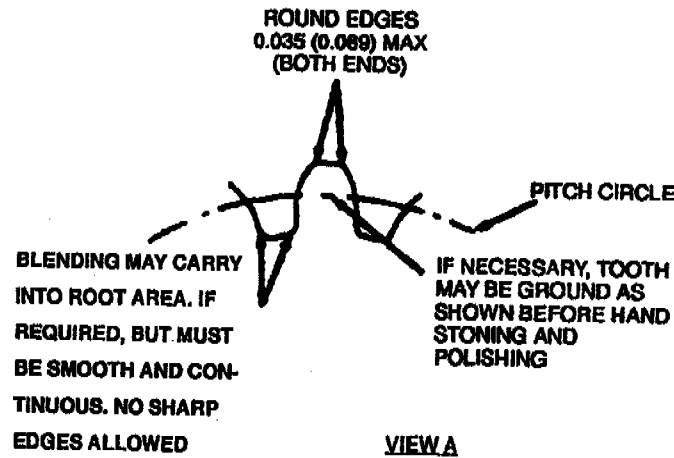 ROUND EDGES
0.035 (0.089) MAX
(BOTH ENDS)
PITCH CIRCLE
BLENDING MAY CARRY
INTO ROOT AREA. IF
REQUIRED, BUT MUST
BE SMOOTH AND CON-
TINUOUS. NO SHARP
EDGES ALLOWED
IF NECESSARY, TOOTH
MAY BE GROUND AS
SHOWN BEFORE HAND
STONING AND
POLISHING
VIEW A